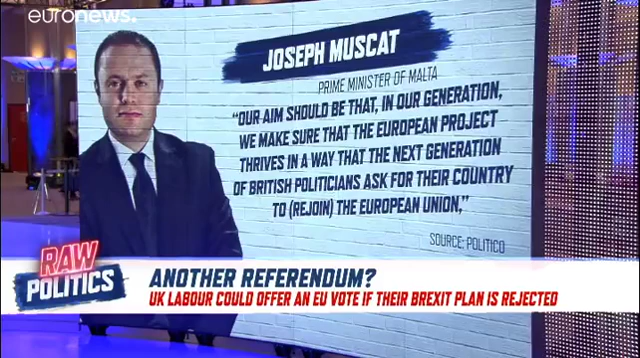 euronews.
JOSEPH MUSCAT
PRIME MINISTER OF MALTA
"OUR AIM SHOULD BE THAT, IN OUR GENERATION,
WE MAKE SURE THAT THE EUROPEAN PROJECT
THRIVES IN A WAY THAT THE NEXT GENERATION
OF BRITISH POLITICIANS ASK FOR THEIR COUNTRY
TO (REJOIN) THE EUROPEAN UNION,"
SOURCE: POLITICO
RAW
POLITICS
ANOTHER REFERENDUM?
UK LABOUR COULD OFFER AN EU VOTE IF THEIR BREXIT PLAN IS REJECTED